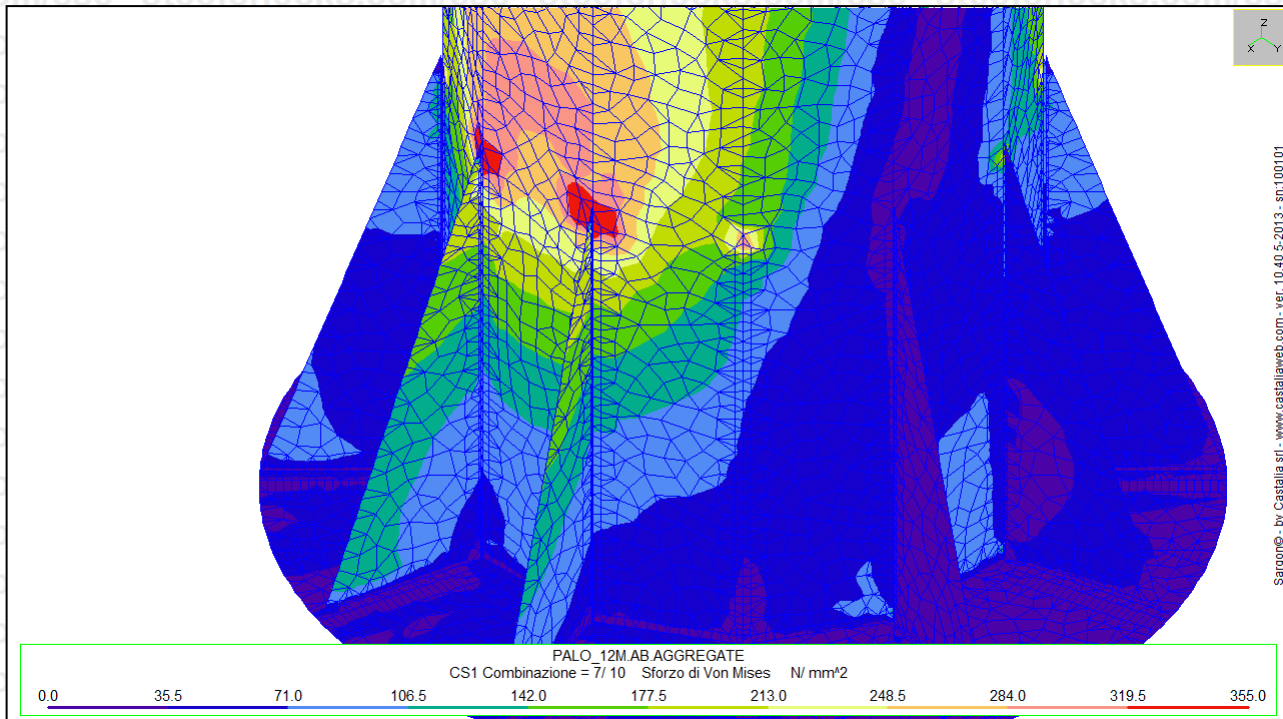 Z
X
Y
Sargon© - by Castalia srl - www.castaliaweb.com - ver. 10.40 5-2013 - sn:100101
PALO_12M.AB.AGGREGATE
CS1 Combinazione = 7/ 10 Sforzo di Von Mises N/ mm^2
0.0 35.5 71.0 106.5 142.0 177.5 213.0 248.5 284.0 319.5 355.0